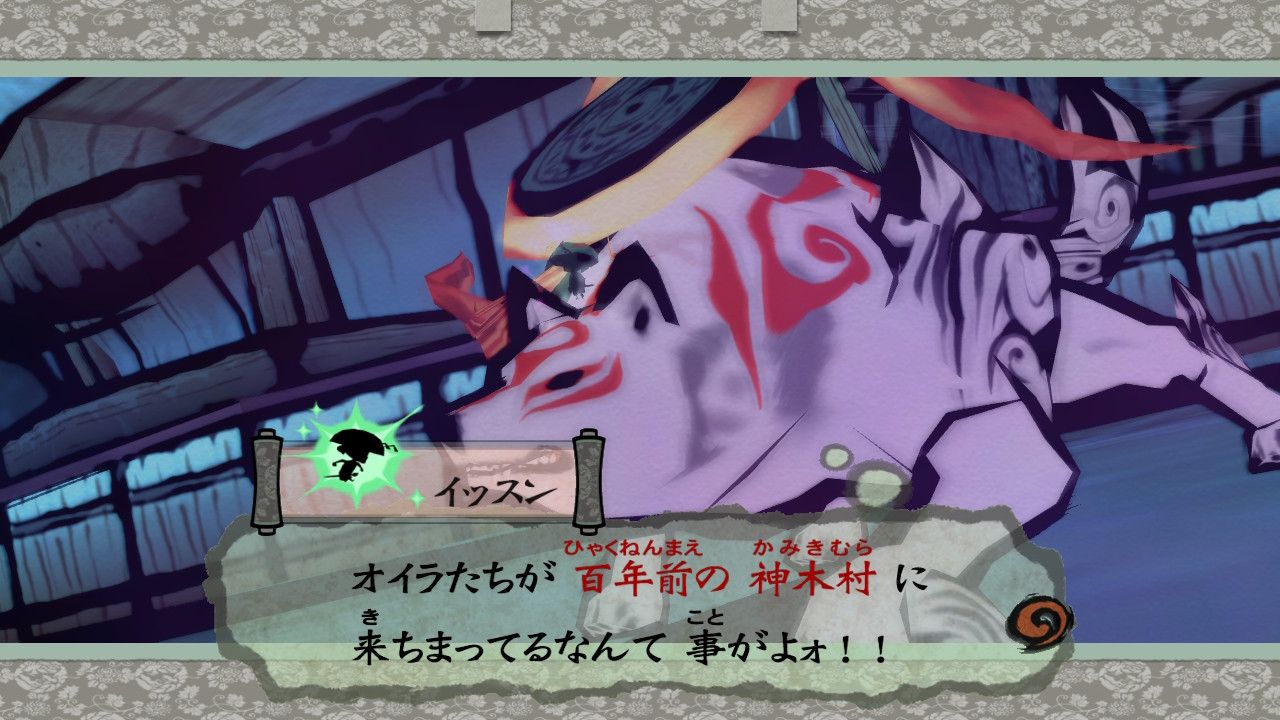 イッスン
ひゃくねんまえ かみきむら
オイラたちが 百年前の 神木村 に
き こと
来ちまってるなんて 事がよォ！！